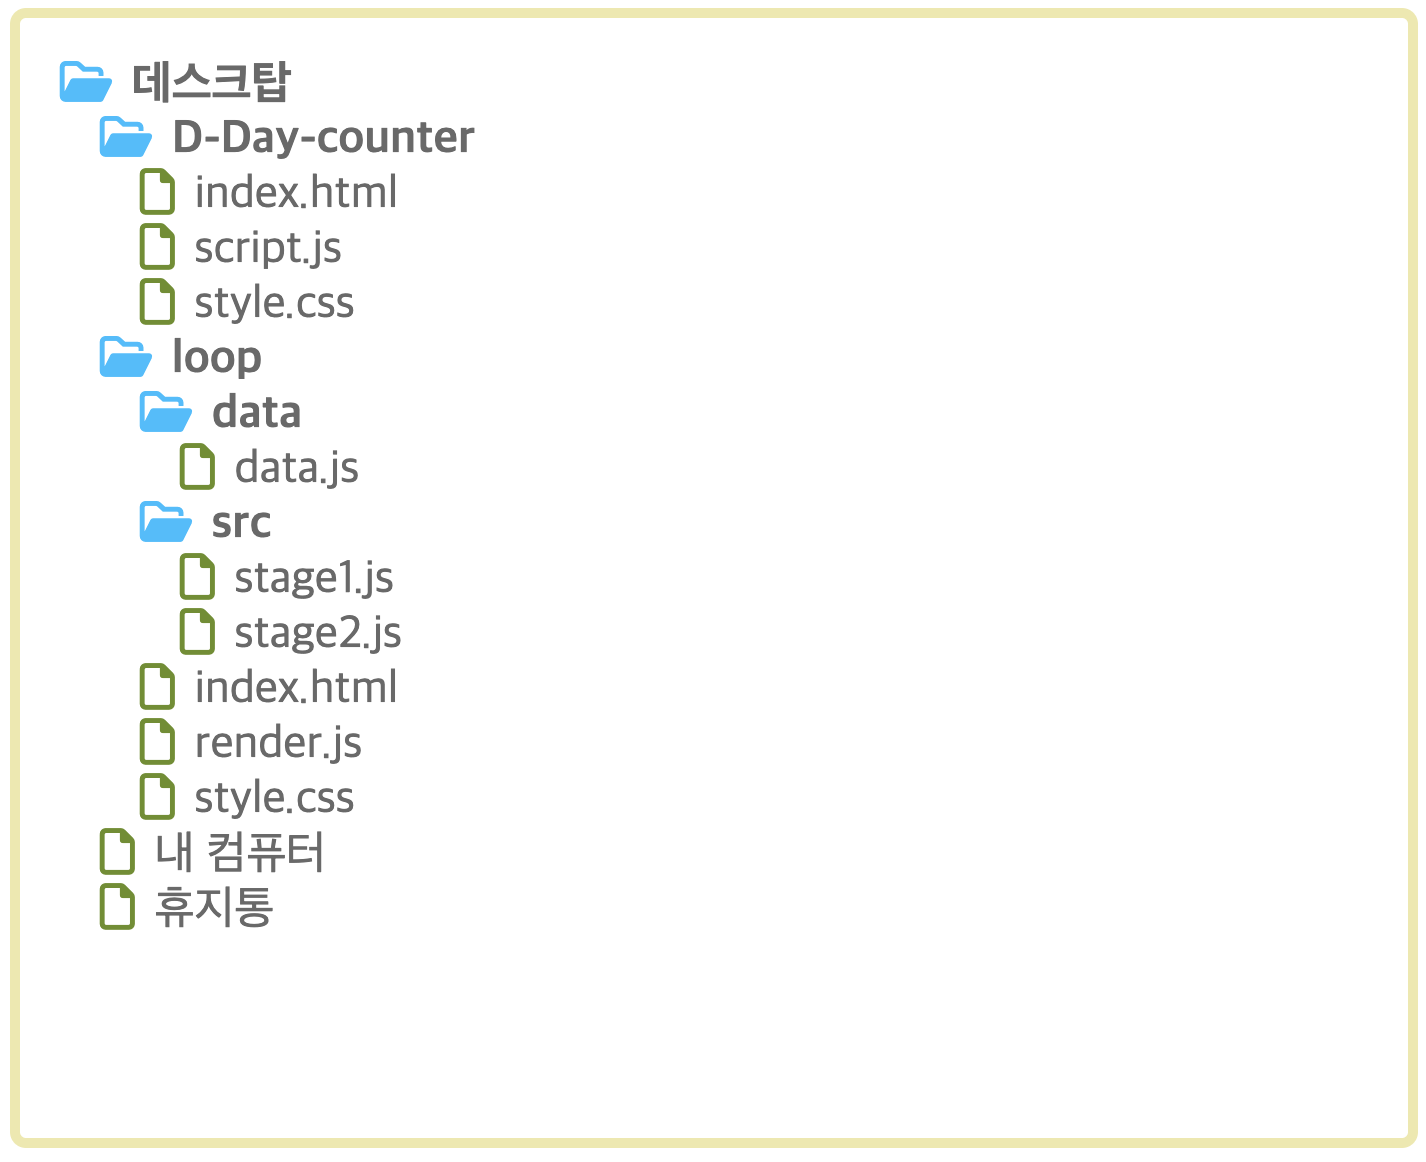 데스크탑
D-Day-counter
index.html
script.js
style.css
loop
data
data.js
src
stage1.js
stage2.js
index.html
render.js
style.css
내 컴퓨터
휴지통